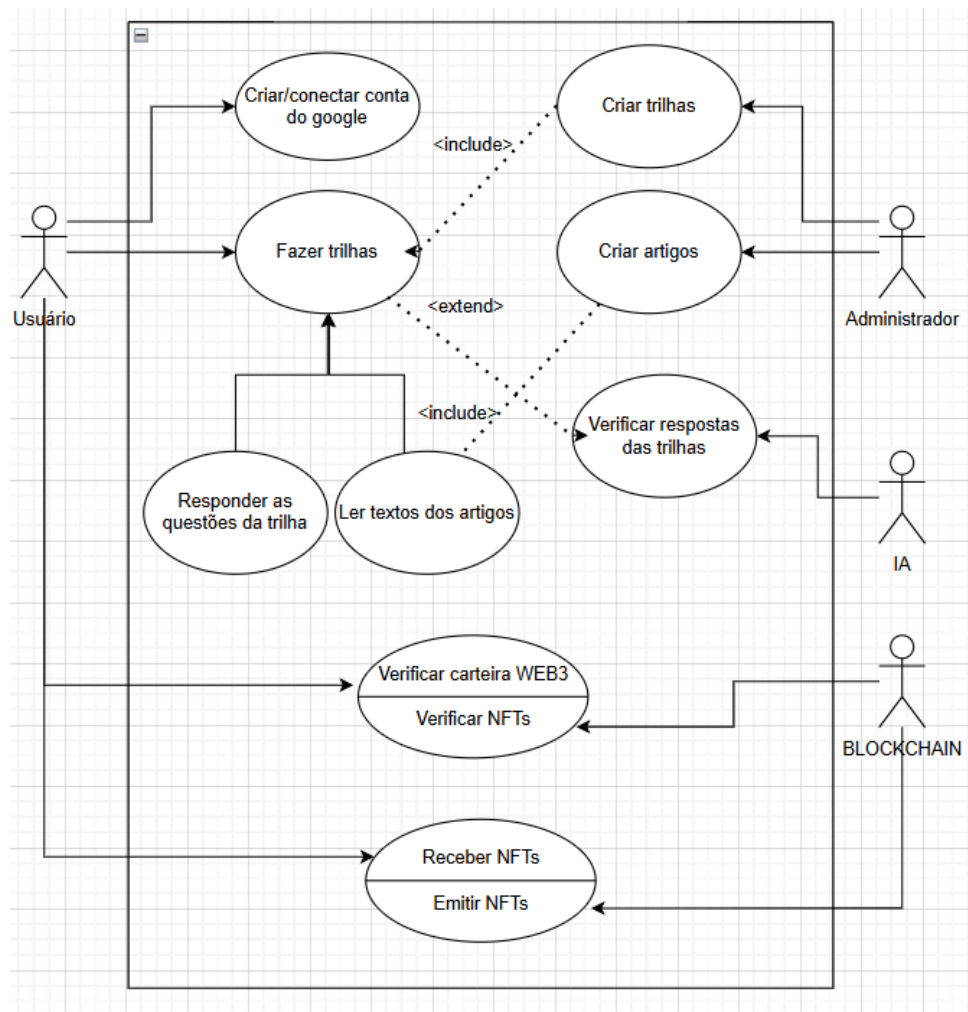 Criar/conectar conta
do google
Criar trilhas
<include>
Fazer trilhas
Criar artigos
Usuário
<extend>
Administrador
<include>
Verificar respostas
das trilhas
Responder as
questões da trilha
Ler textos dos artigos
IA
Verificar carteira WEB3
Verificar NFTs
BLOCKCHAIN
Receber NFTs
Emitir NFTs